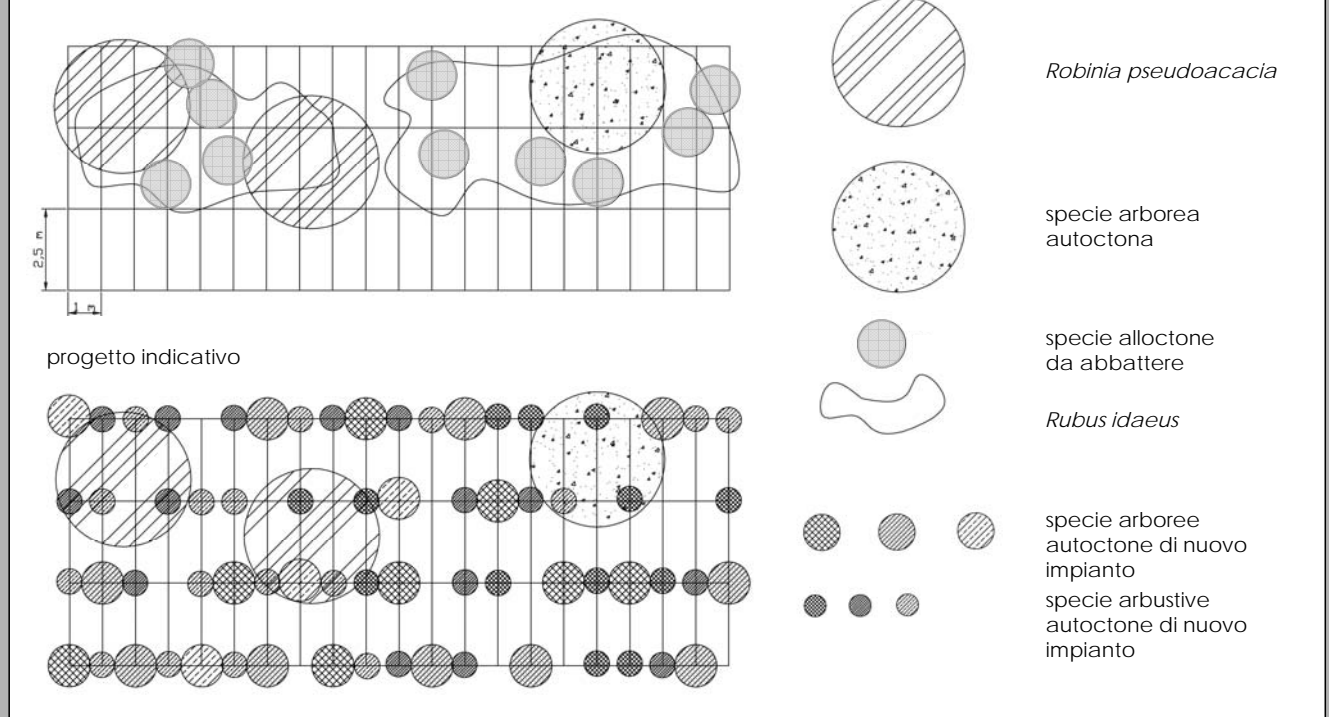 2,5 m
1 m
progetto indicativo
Robinia pseudoacacia
specie arborea
autoctona
specie alloctone
da abbattere
Rubus idaeus
specie arboree
autoctone di nuovo
impianto
specie arbustive
autoctone di nuovo
impianto